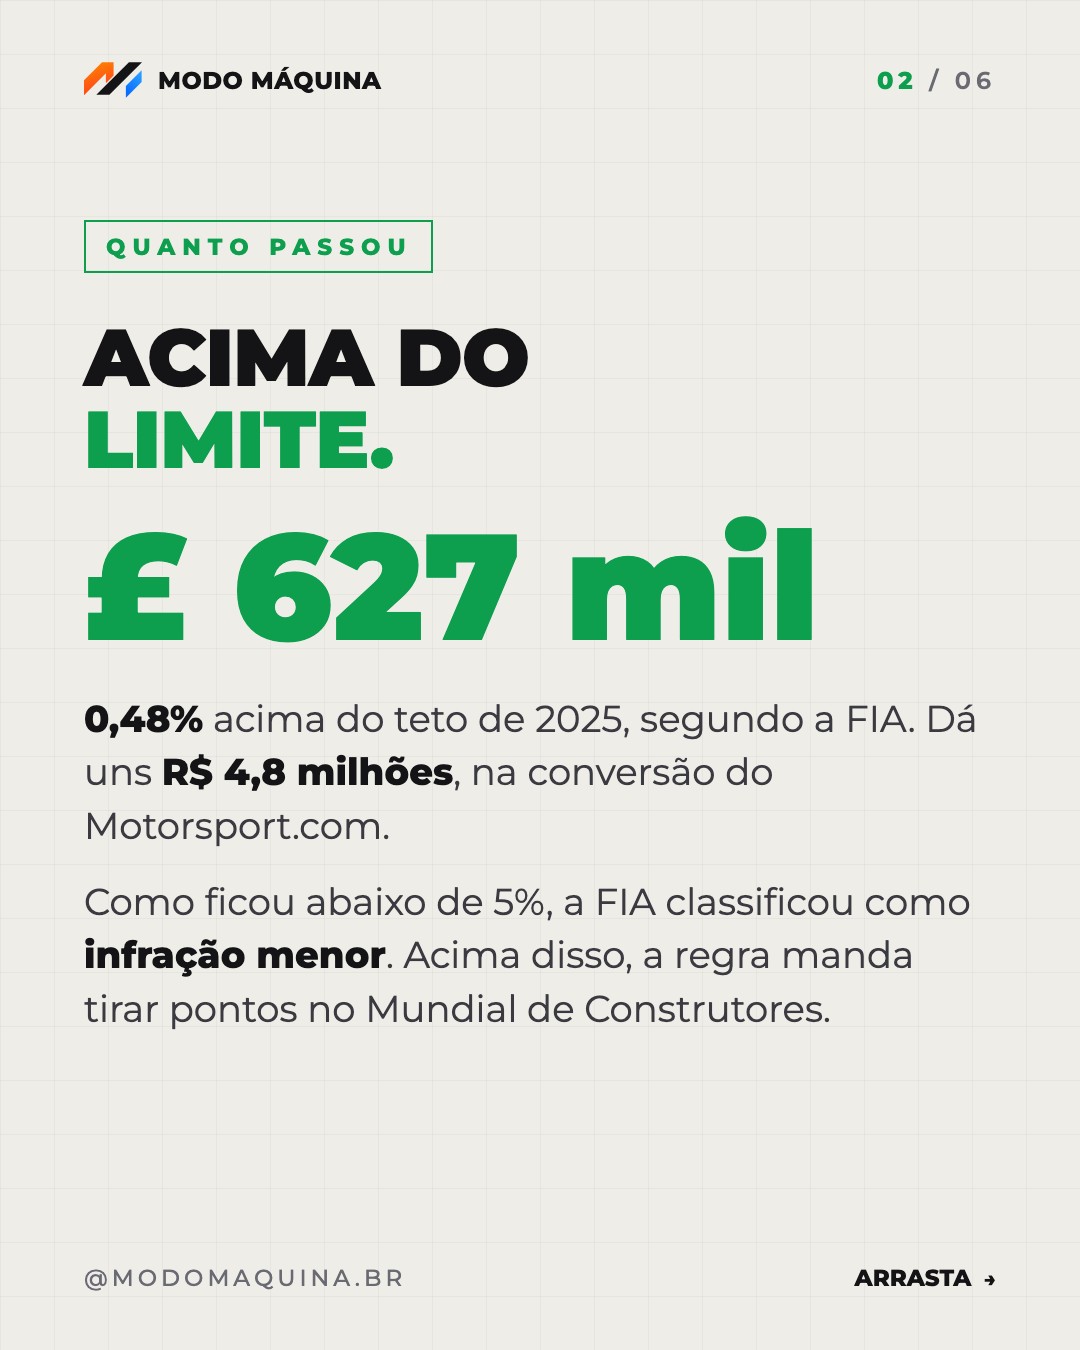 MODO MÁQUINA
02 / 06
QUANTO PASSOU
ACIMA DO
LIMITE.
£ 627 mil
0,48% acima do teto de 2025, segundo a FIA. Dá
uns R$ 4,8 milhões, na conversão do
Motorsport.com.
Como ficou abaixo de 5%, a FIA classificou como
infração menor. Acima disso, a regra manda
tirar pontos no Mundial de Construtores.
@MODOMAQUINA.BR
ARRASTA →